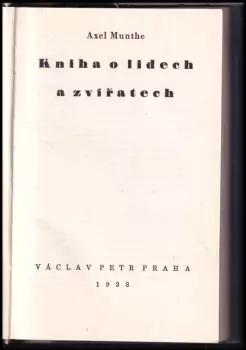 Axel Munthe
Kniha o lidech
a zvířatech
VÁCLAV PETR PRAHA
1933